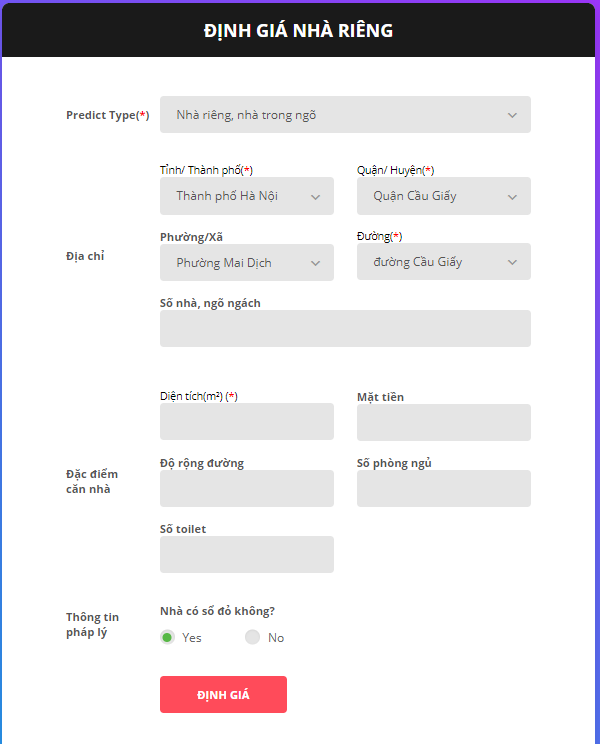 ĐỊNH GIÁ NHÀ RIÊNG
Predict Type(*)
Nhà riêng, nhà trong ngõ
Địa chỉ
Tỉnh/ Thành phố(*)
Quận/ Huyện(*)
Thành phố Hà Nội
Quận Cầu Giấy
Phường/Xã
Đường(*)
Phường Mai Dịch
đường Cầu Giấy
Số nhà, ngõ ngách
Đặc điểm
căn nhà
Diện tích(m²) (*)
Mặt tiền
Độ rộng đường
Số phòng ngủ
Số toilet
Thông tin
pháp lý
Nhà có sổ đỏ không?
Yes
No
ĐỊNH GIÁ